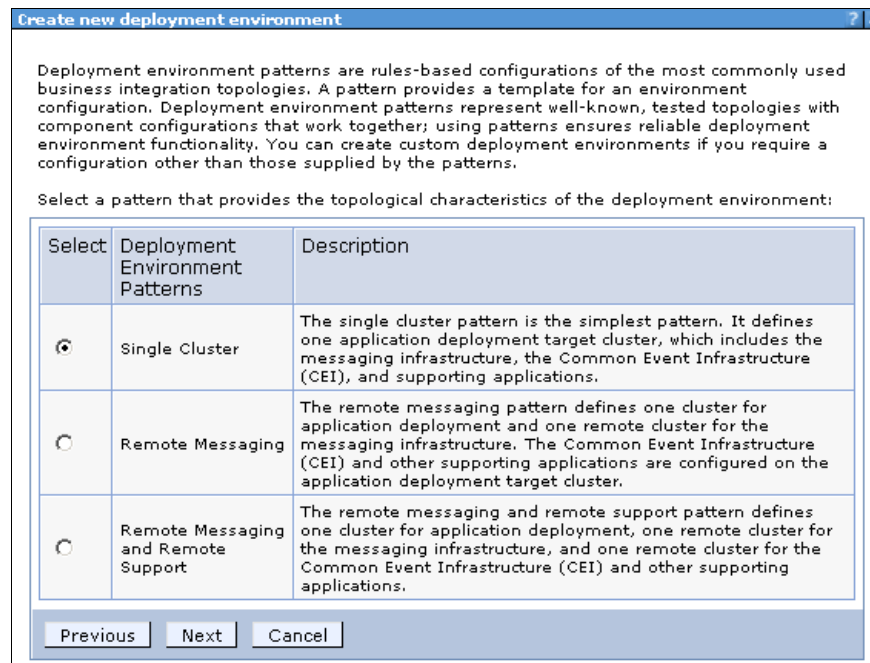 Create new deployment environment
?
Deployment environment patterns are rules-based configurations of the most commonly used
business integration topologies. A pattern provides a template for an environment
configuration. Deployment environment patterns represent well-known, tested topologies with
component configurations that work together; using patterns ensures reliable deployment
environment functionality. You can create custom deployment environments if you require a
configuration other than those supplied by the patterns.
Select a pattern that provides the topological characteristics of the deployment environment:
Select
Deployment
Environment
Patterns
Description
Single Cluster
The single cluster pattern is the simplest pattern. It defines
one application deployment target cluster, which includes the
messaging infrastructure, the Common Event Infrastructure
(CEI), and supporting applications.
Remote Messaging
The remote messaging pattern defines one cluster for
application deployment and one remote cluster for the
messaging infrastructure. The Common Event Infrastructure
(CEI) and other supporting applications are configured on the
application deployment target cluster.
Remote Messaging
and Remote
Support
The remote messaging and remote support pattern defines
one cluster for application deployment, one remote cluster for
the messaging infrastructure, and one remote cluster for the
Common Event Infrastructure (CEI) and other supporting
applications.
Previous
Next
Cancel